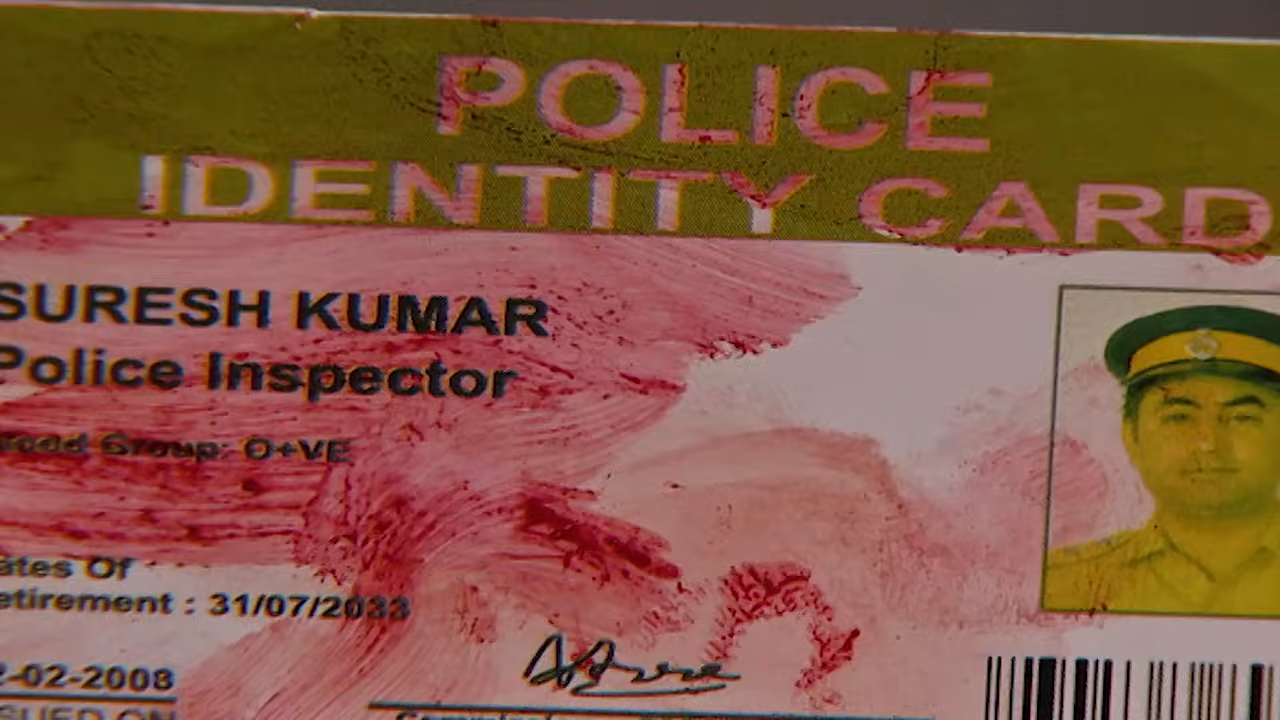 POLICE
IDENTITY CARD
SURESH KUMAR
Police Inspector
Group: O+VE
ates Of
etirement : 31/07/2033
2-02-2008